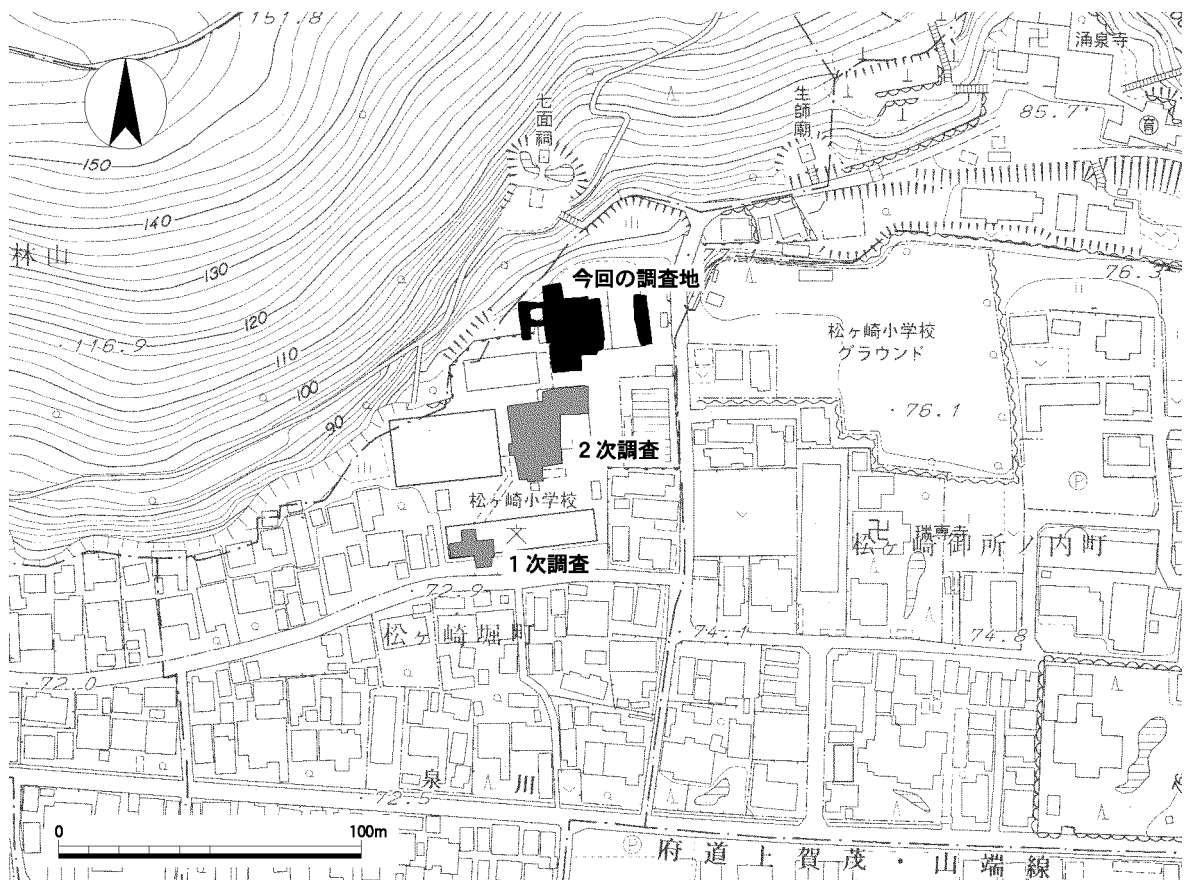 151.8
涌泉寺
七面祠
生師廟
85.7
150
140
林山
130
今回の調査地
76.3
120
松ヶ崎小学校
グラウンド
116.9
110
100
76.1
90
2次調査
松ヶ崎小学校
瑞専寺
松ヶ崎御所ノ内町
1次調査
72.9
松ヶ崎堀町
74.1
74.8
72.0
泉川
72.5
0
100m
府道上賀茂・山端線